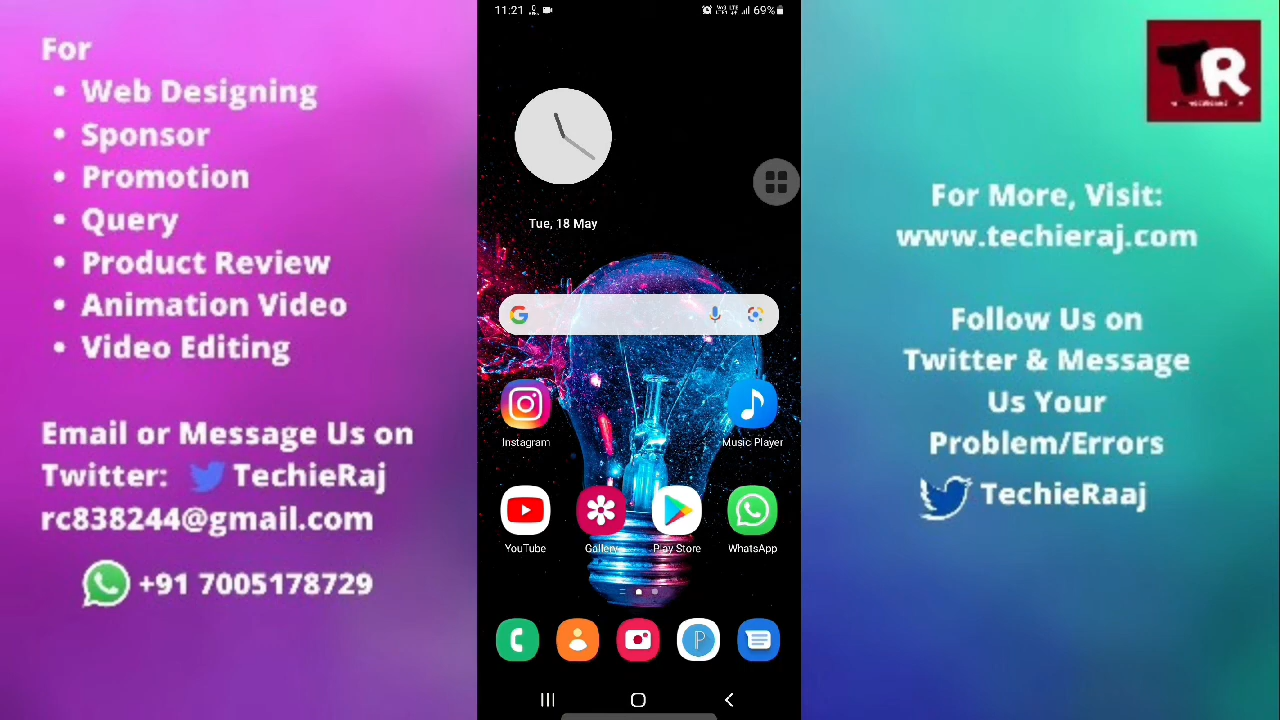 For
• Web Designing
• Sponsor
• Promotion
• Query
• Product Review
• Animation Video
• Video Editing
Email or Message Us on
Twitter: TechieRaj
rc838244@gmail.com
+91 7005178729
11:21
69%
Tue, 18 May
Instagram
Music Player
YouTube
Gallery
Play Store
WhatsApp
TR
For More, Visit:
www.techieraj.com
Follow Us on
Twitter & Message
Us Your
Problem/Errors
TechieRaaj